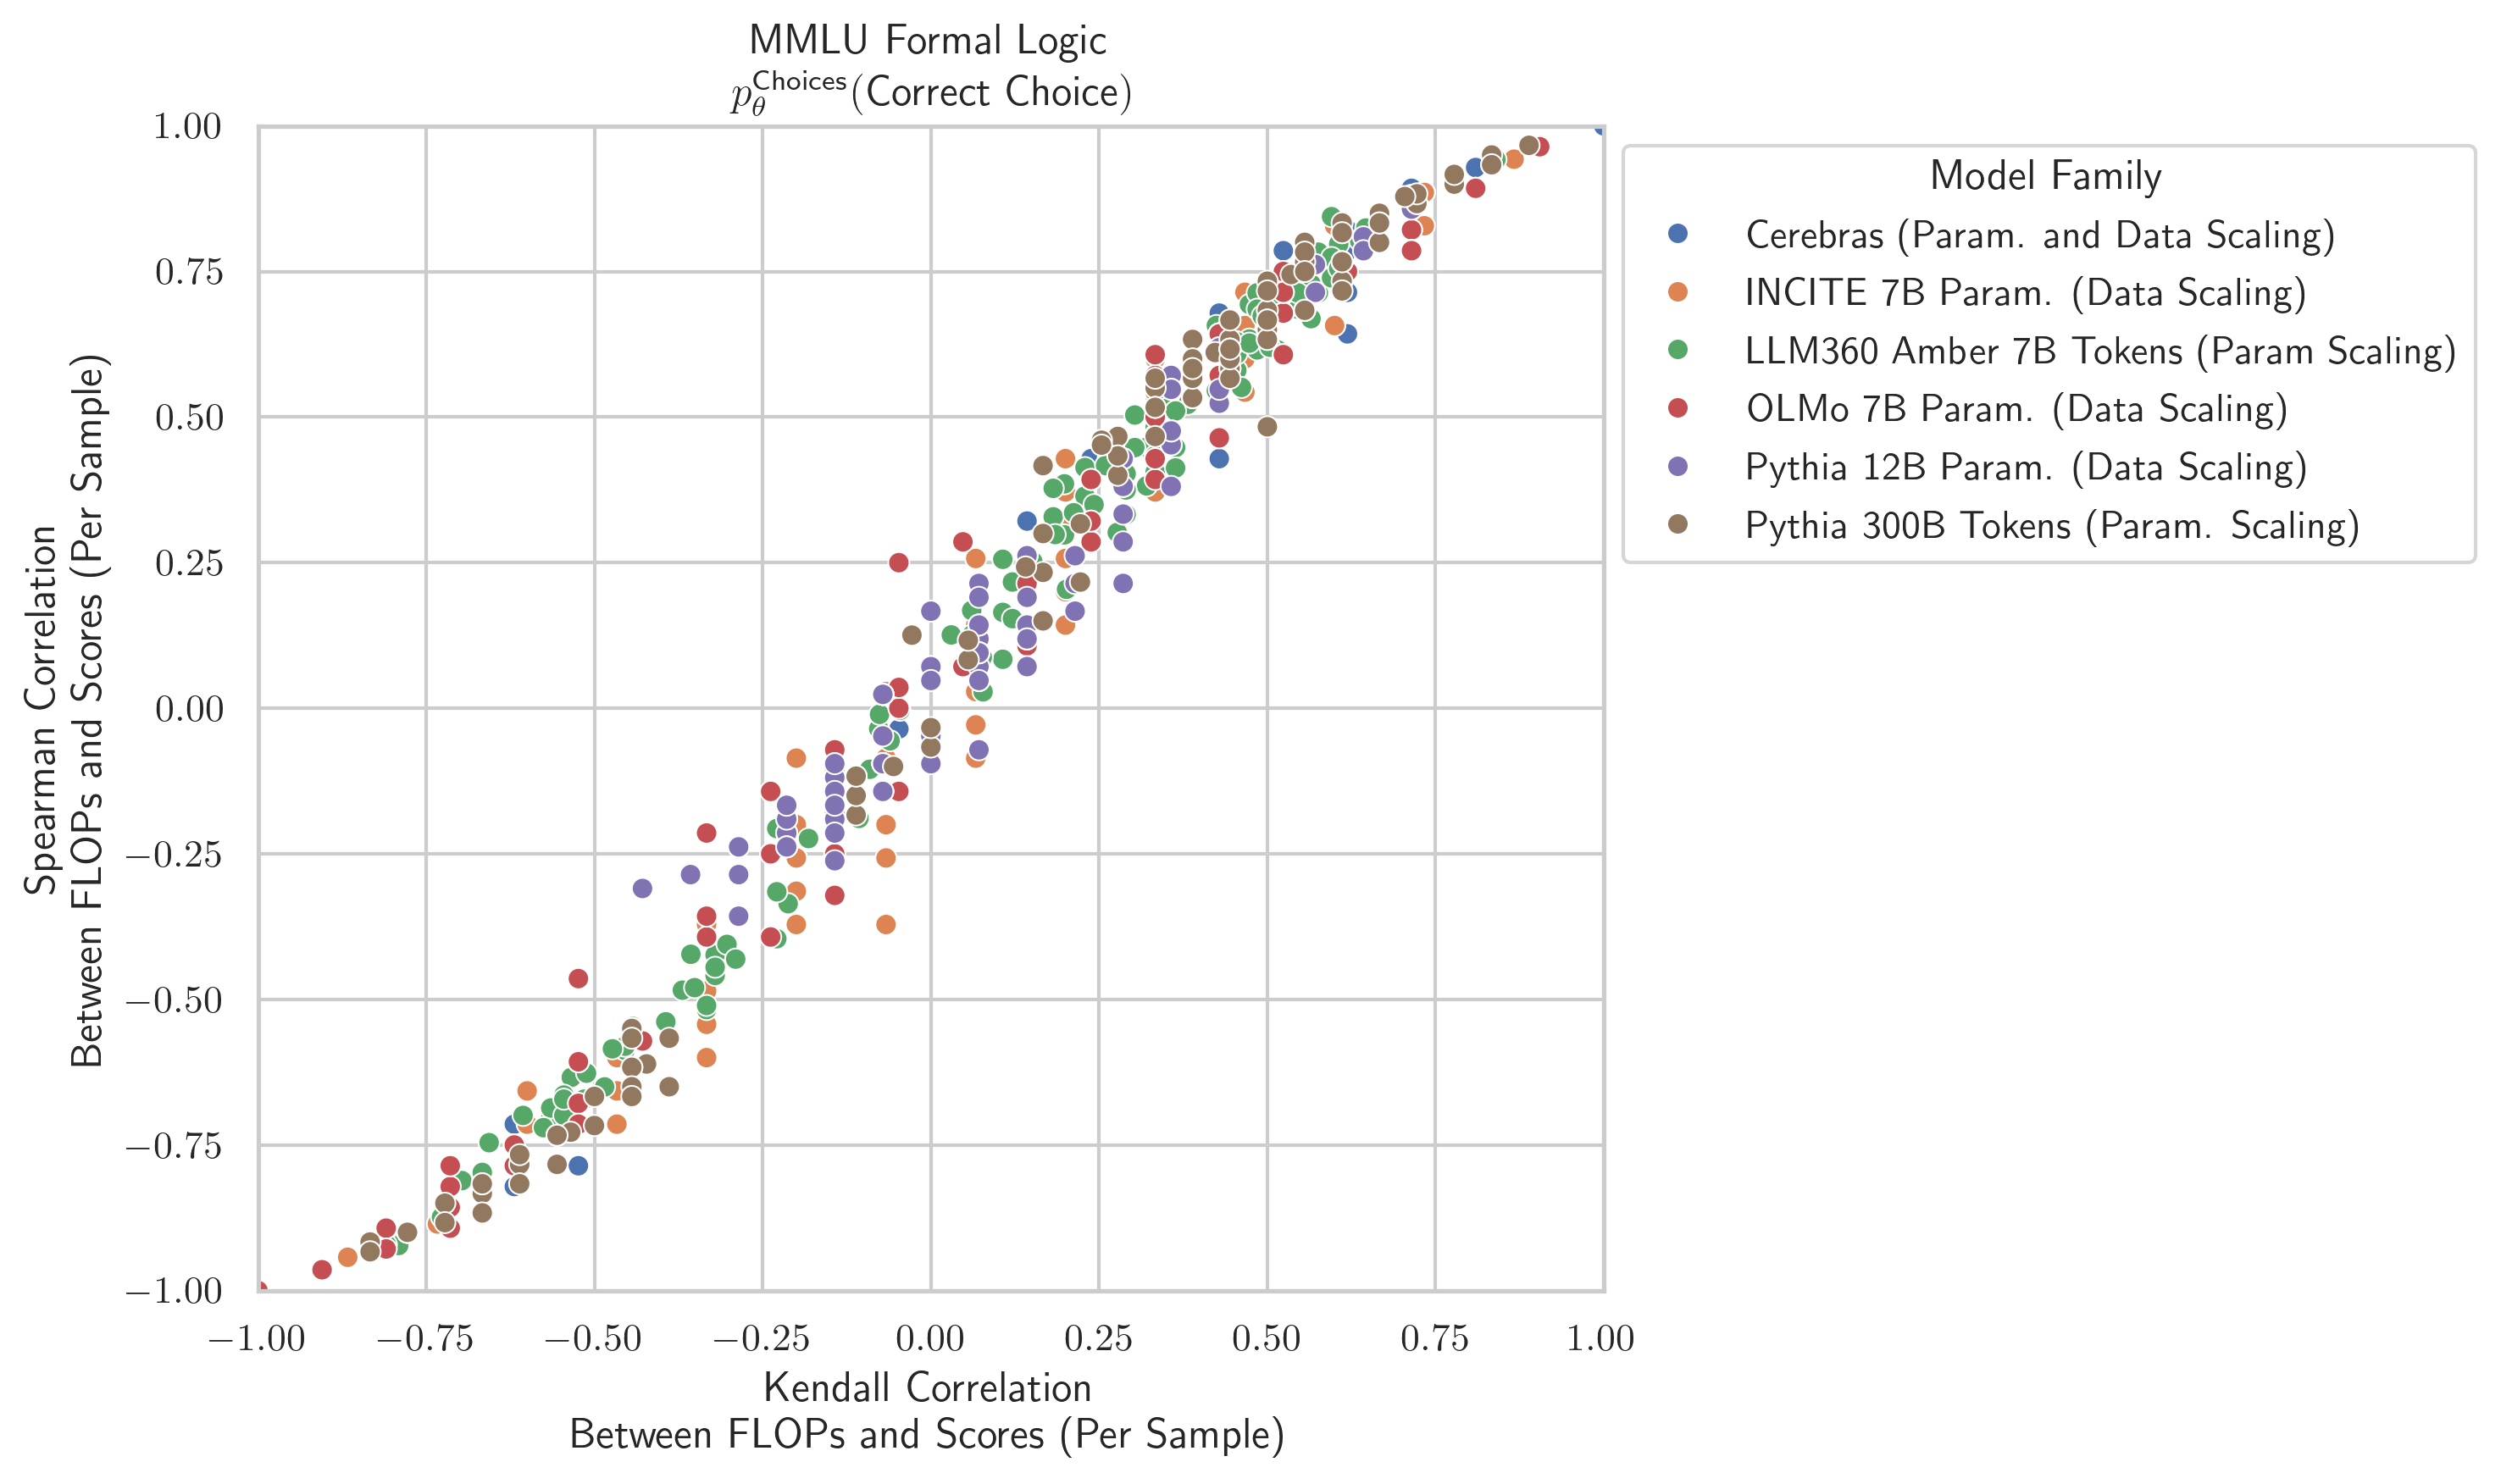 MMLU Formal Logic
p_θ^Choices(Correct Choice)
1.00
0.75
0.50
0.25
0.00
−0.25
−0.50
−0.75
−1.00
Spearman Correlation
Between FLOPs and Scores (Per Sample)
−1.00 −0.75 −0.50 −0.25 0.00 0.25 0.50 0.75 1.00
Kendall Correlation
Between FLOPs and Scores (Per Sample)
Model Family
Cerebras (Param. and Data Scaling)
INCITE 7B Param. (Data Scaling)
LLM360 Amber 7B Tokens (Param Scaling)
OLMo 7B Param. (Data Scaling)
Pythia 12B Param. (Data Scaling)
Pythia 300B Tokens (Param. Scaling)